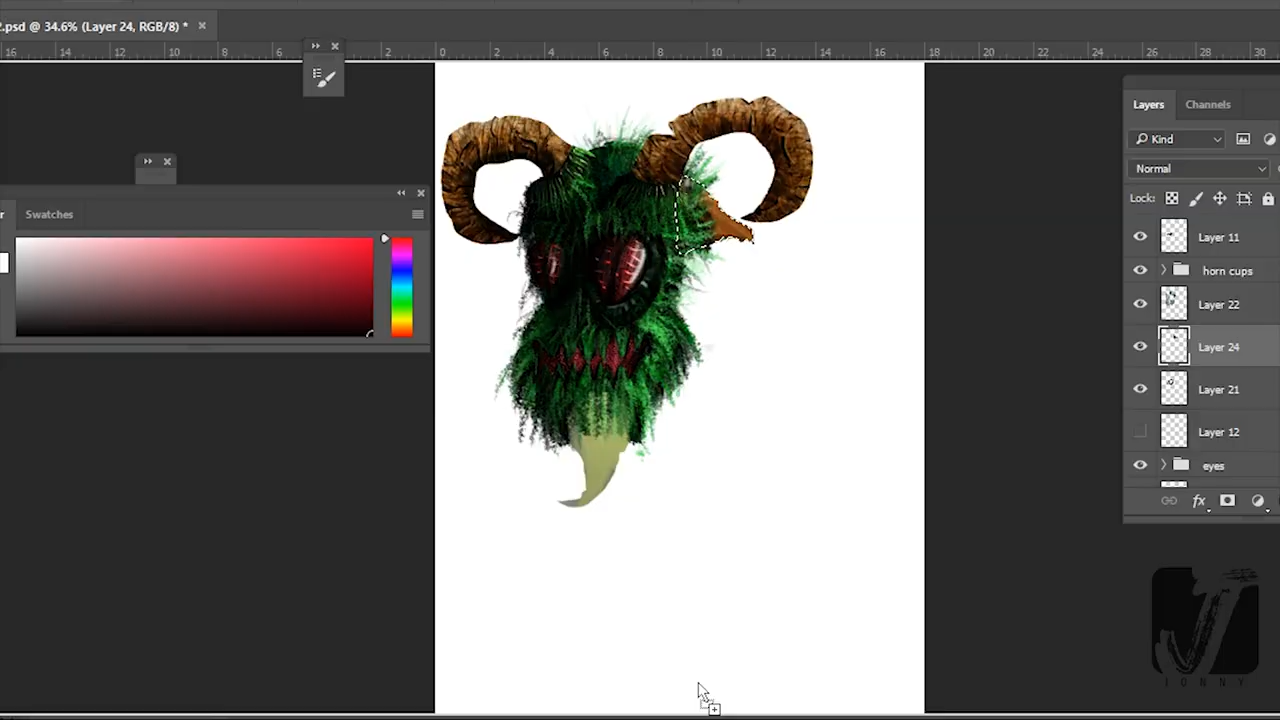 2.psd @ 34.6% (Layer 24, RGB/8) *
16 14 12 10 8 6 2 0 2 4 6 8 10 12 14 16 18 20 22 24 26 28 30
r Swatches
Layers Channels
Kind
Normal
Lock:
Layer 11
horn cups
Layer 22
Layer 24
Layer 21
Layer 12
eyes
fx
J
JONNY